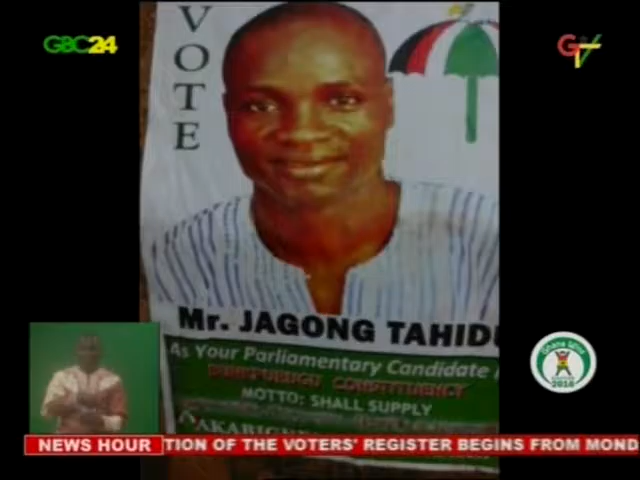 GBC24
GTV
VOTE
Mr. JAGONG TAHIDU
As Your Parliamentary Candidate
CONSTITUENCY
MOTTO: SHALL SUPPLY
2016
NEWS HOUR
TION OF THE VOTERS' REGISTER BEGINS FROM MOND